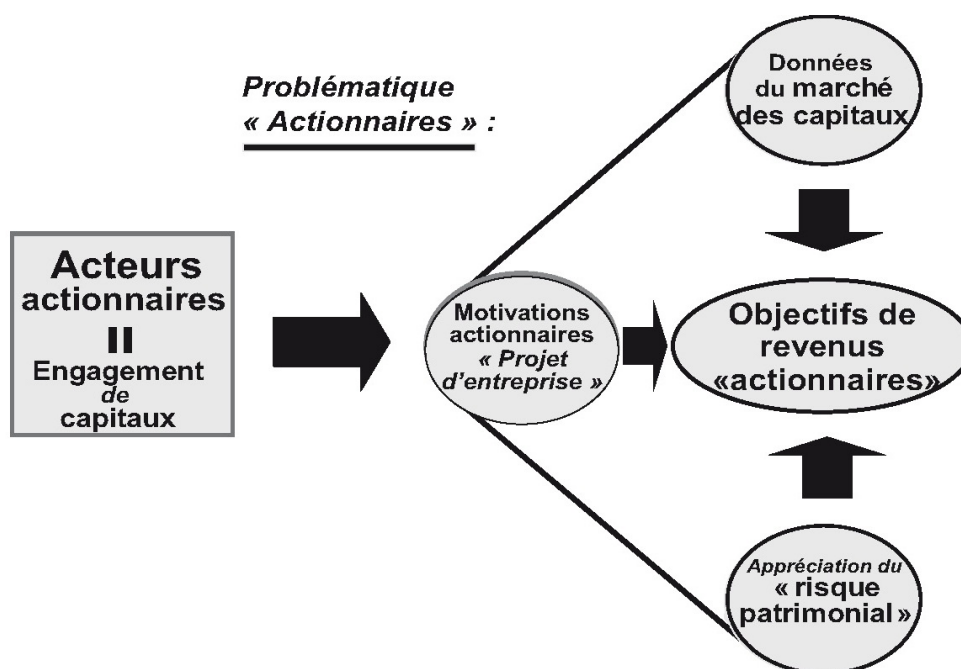 Problématique
« Actionnaires » :
Données
du marché
des capitaux
Acteurs
actionnaires
=
Engagement
de
capitaux
Motivations
actionnaires
« Projet
d'entreprise »
Objectifs de
revenus
«actionnaires»
Appréciation du
« risque
patrimonial »